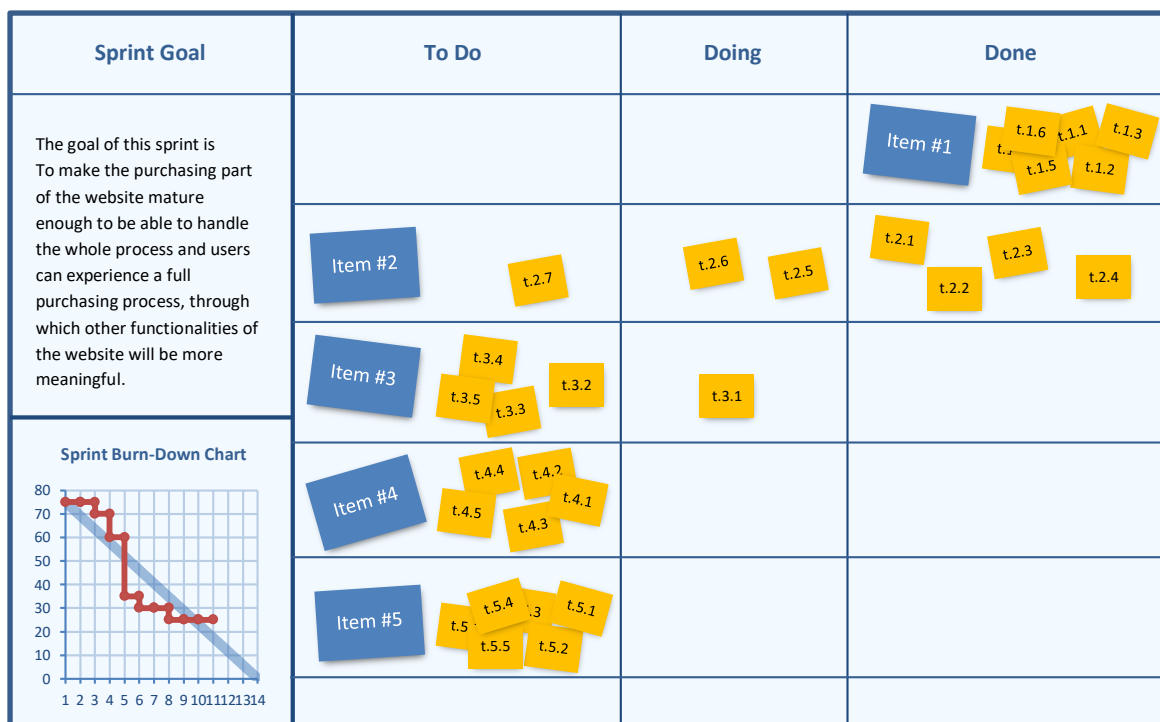 Sprint Goal
To Do
Doing
Done
The goal of this sprint is
To make the purchasing part
of the website mature
enough to be able to handle
the whole process and users
can experience a full
purchasing process, through
which other functionalities of
the website will be more
meaningful.
Item #1
t.1.6
t.1.1
t.1.3
t.1.5
t.1.2
Item #2
t.2.7
t.2.6
t.2.5
t.2.1
t.2.2
t.2.3
t.2.4
Item #3
t.3.4
t.3.5
t.3.3
t.3.2
t.3.1
Item #4
t.4.4
t.4.2
t.4.1
t.4.5
t.4.3
Item #5
t.5.4
t.5.1
t.5.5
t.5.2
Sprint Burn-Down Chart
80
70
60
50
40
30
20
10
0
1 2 3 4 5 6 7 8 9 10 11 12 13 14